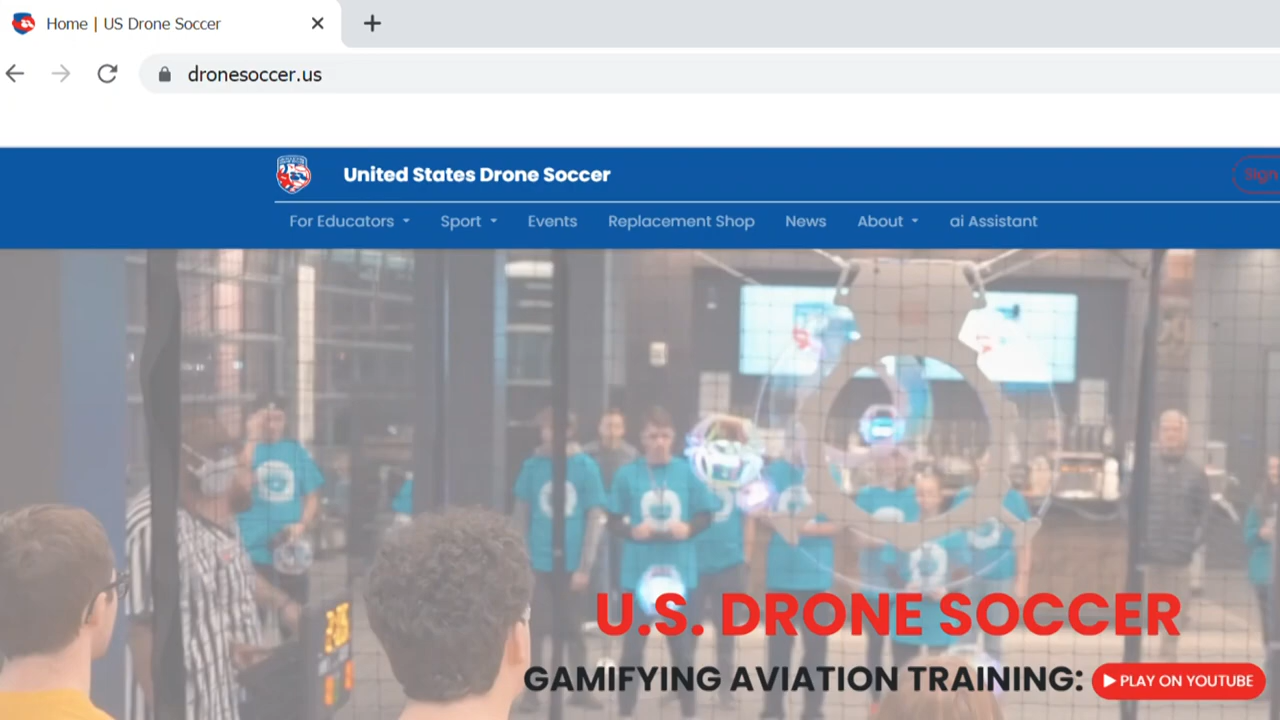 Home | US Drone Soccer
dronesoccer.us
United States Drone Soccer
Sign
For Educators
Sport
Events
Replacement Shop
News
About
ai Assistant
U.S. DRONE SOCCER
GAMIFYING AVIATION TRAINING:
PLAY ON YOUTUBE